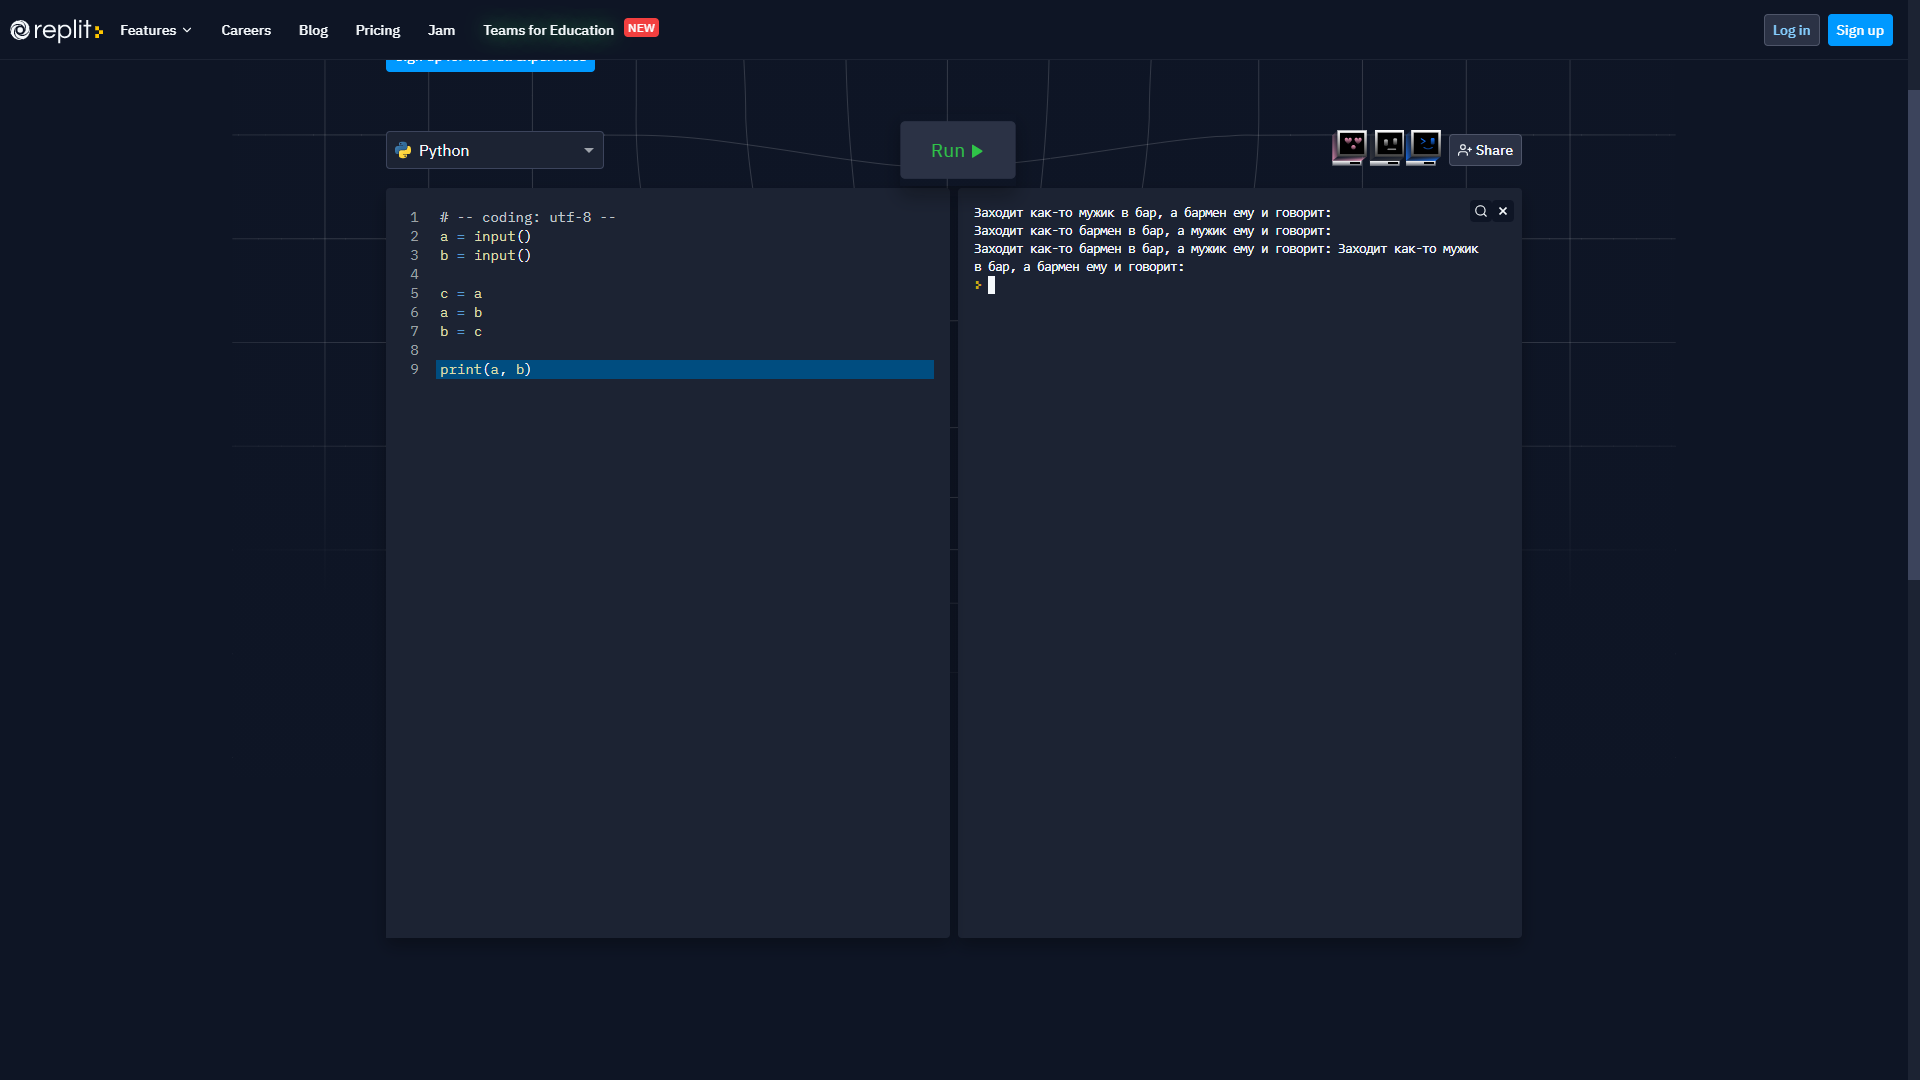 replit
Features
Careers
Blog
Pricing
Jam
Teams for Education
NEW
Log in
Sign up
Python
Run
Share
1 # -- coding: utf-8 --
2 a = input()
3 b = input()
4
5 c = a
6 a = b
7 b = c
8
9 print(a, b)
Заходит как-то мужик в бар, а бармен ему и говорит:
Заходит как-то бармен в бар, а мужик ему и говорит:
Заходит как-то бармен в бар, а мужик ему и говорит: Заходит как-то мужик
в бар, а бармен ему и говорит: